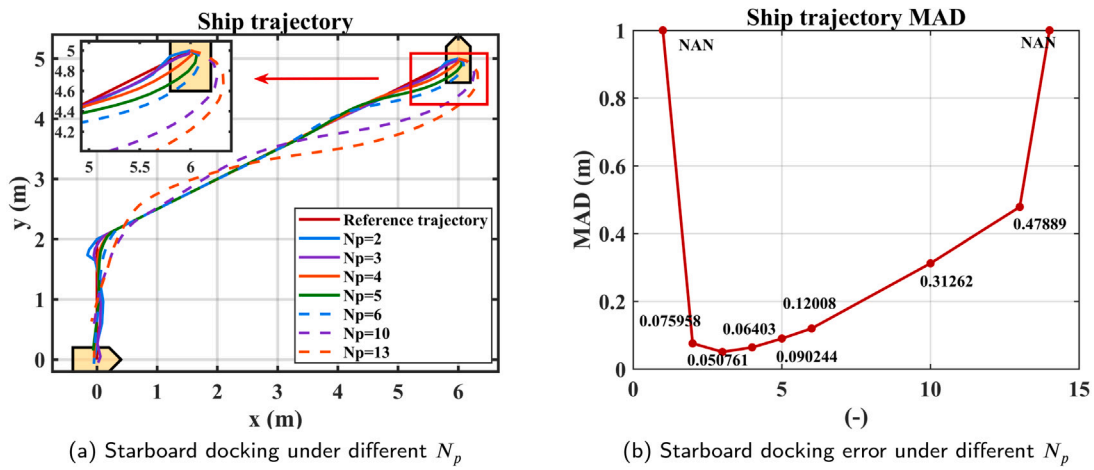 Ship trajectory
5
4
3
2
1
0
y (m)
5
4.8
4.6
4.4
4.2
5
5.5
6
Reference trajectory
Np=2
Np=3
Np=4
Np=5
Np=6
Np=10
Np=13
0
1
2
3
4
5
6
x (m)
(a) Starboard docking under different Np
Ship trajectory MAD
1
0.8
0.6
0.4
0.2
0
MAD (m)
NAN
NAN
0.47889
0.31262
0.12008
0.075958
0.06403
0.050761
0.090244
0
5
10
15
(-)
(b) Starboard docking error under different Np